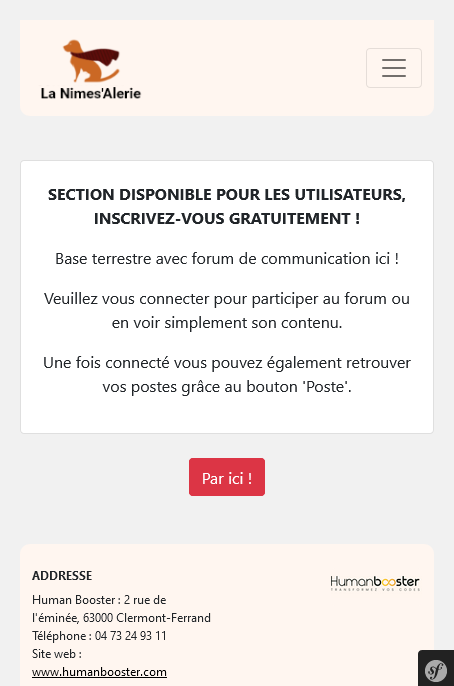 La Nimes'Alerie
SECTION DISPONIBLE POUR LES UTILISATEURS,
INSCRIVEZ-VOUS GRATUITEMENT !
Base terrestre avec forum de communication ici !
Veuillez vous connecter pour participer au forum ou
en voir simplement son contenu.
Une fois connecté vous pouvez également retrouver
vos postes grâce au bouton 'Poste'.
Par ici !
ADDRESSE
Human Booster : 2 rue de
l'éminée, 63000 Clermont-Ferrand
Téléphone : 04 73 24 93 11
Site web :
www.humanbooster.com
Humanbooster
TRANSFORMEZ VOS CODES
sf